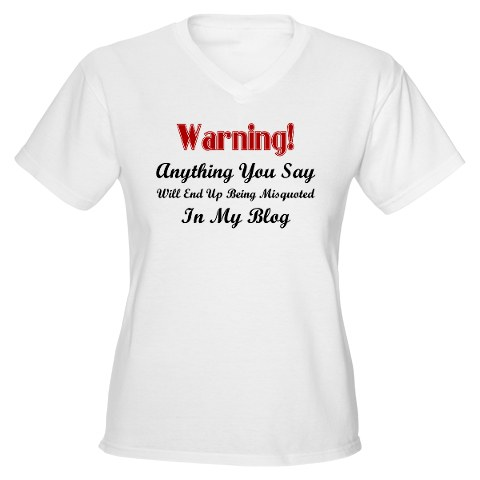 Warning!
Anything You Say
Will End Up Being Misquoted
In My Blog